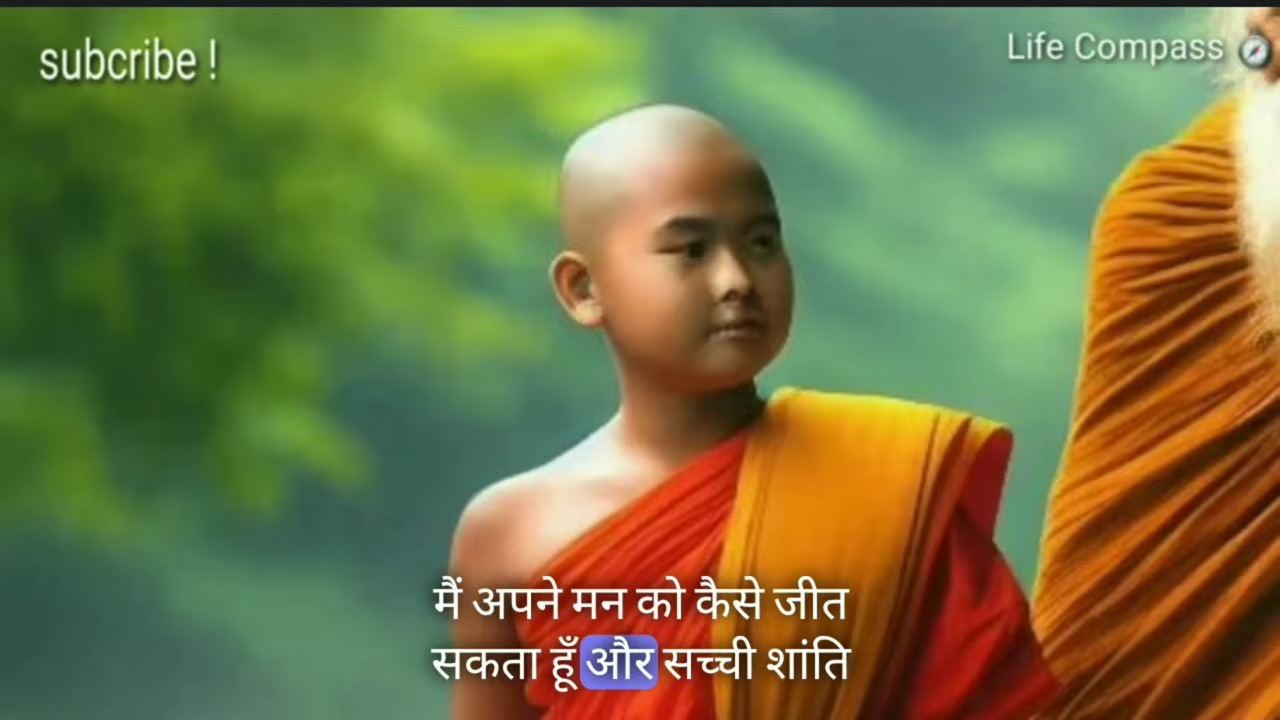 subcribe !
Life Compass 🧭
मैं अपने मन को कैसे जीत
सकता हूँ और सच्ची शांति